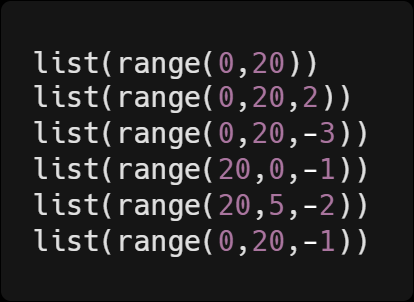 list(range(0,20))
list(range(0,20,2))
list(range(0,20,-3))
list(range(20,0,-1))
list(range(20,5,-2))
list(range(0,20,-1))